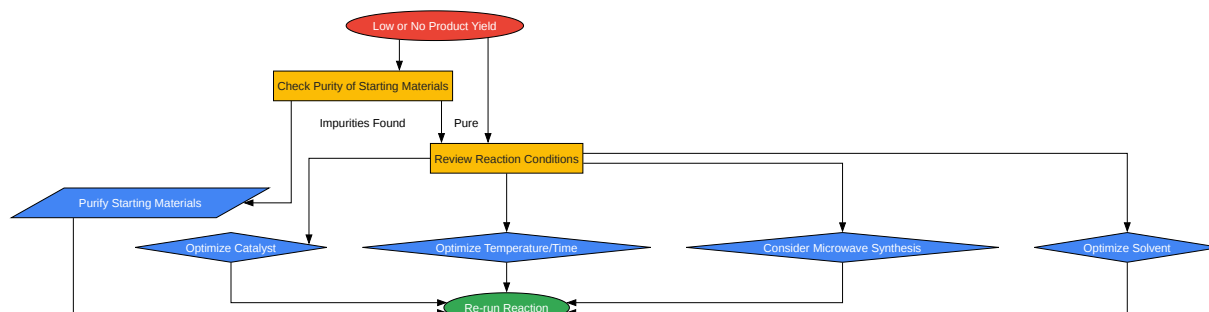 Low or No Product Yield
Check Purity of Starting Materials
Impurities Found
Pure
Review Reaction Conditions
Purify Starting Materials
Optimize Catalyst
Optimize Temperature/Time
Consider Microwave Synthesis
Optimize Solvent
Re-run Reaction